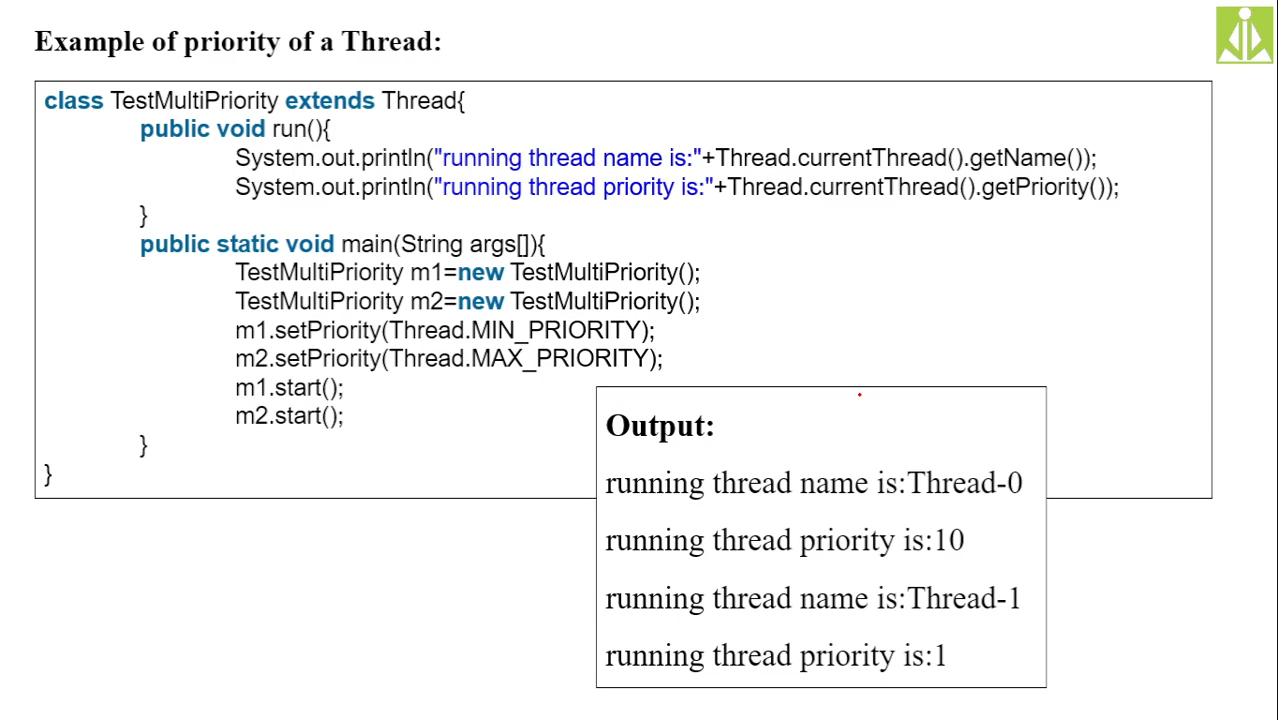 Example of priority of a Thread:
class TestMultiPriority extends Thread{
public void run(){
System.out.println("running thread name is:"+Thread.currentThread().getName());
System.out.println("running thread priority is:"+Thread.currentThread().getPriority());
}
public static void main(String args[]){
TestMultiPriority m1=new TestMultiPriority();
TestMultiPriority m2=new TestMultiPriority();
m1.setPriority(Thread.MIN_PRIORITY);
m2.setPriority(Thread.MAX_PRIORITY);
m1.start();
m2.start();
}
}
Output:
running thread name is:Thread-0
running thread priority is:10
running thread name is:Thread-1
running thread priority is:1